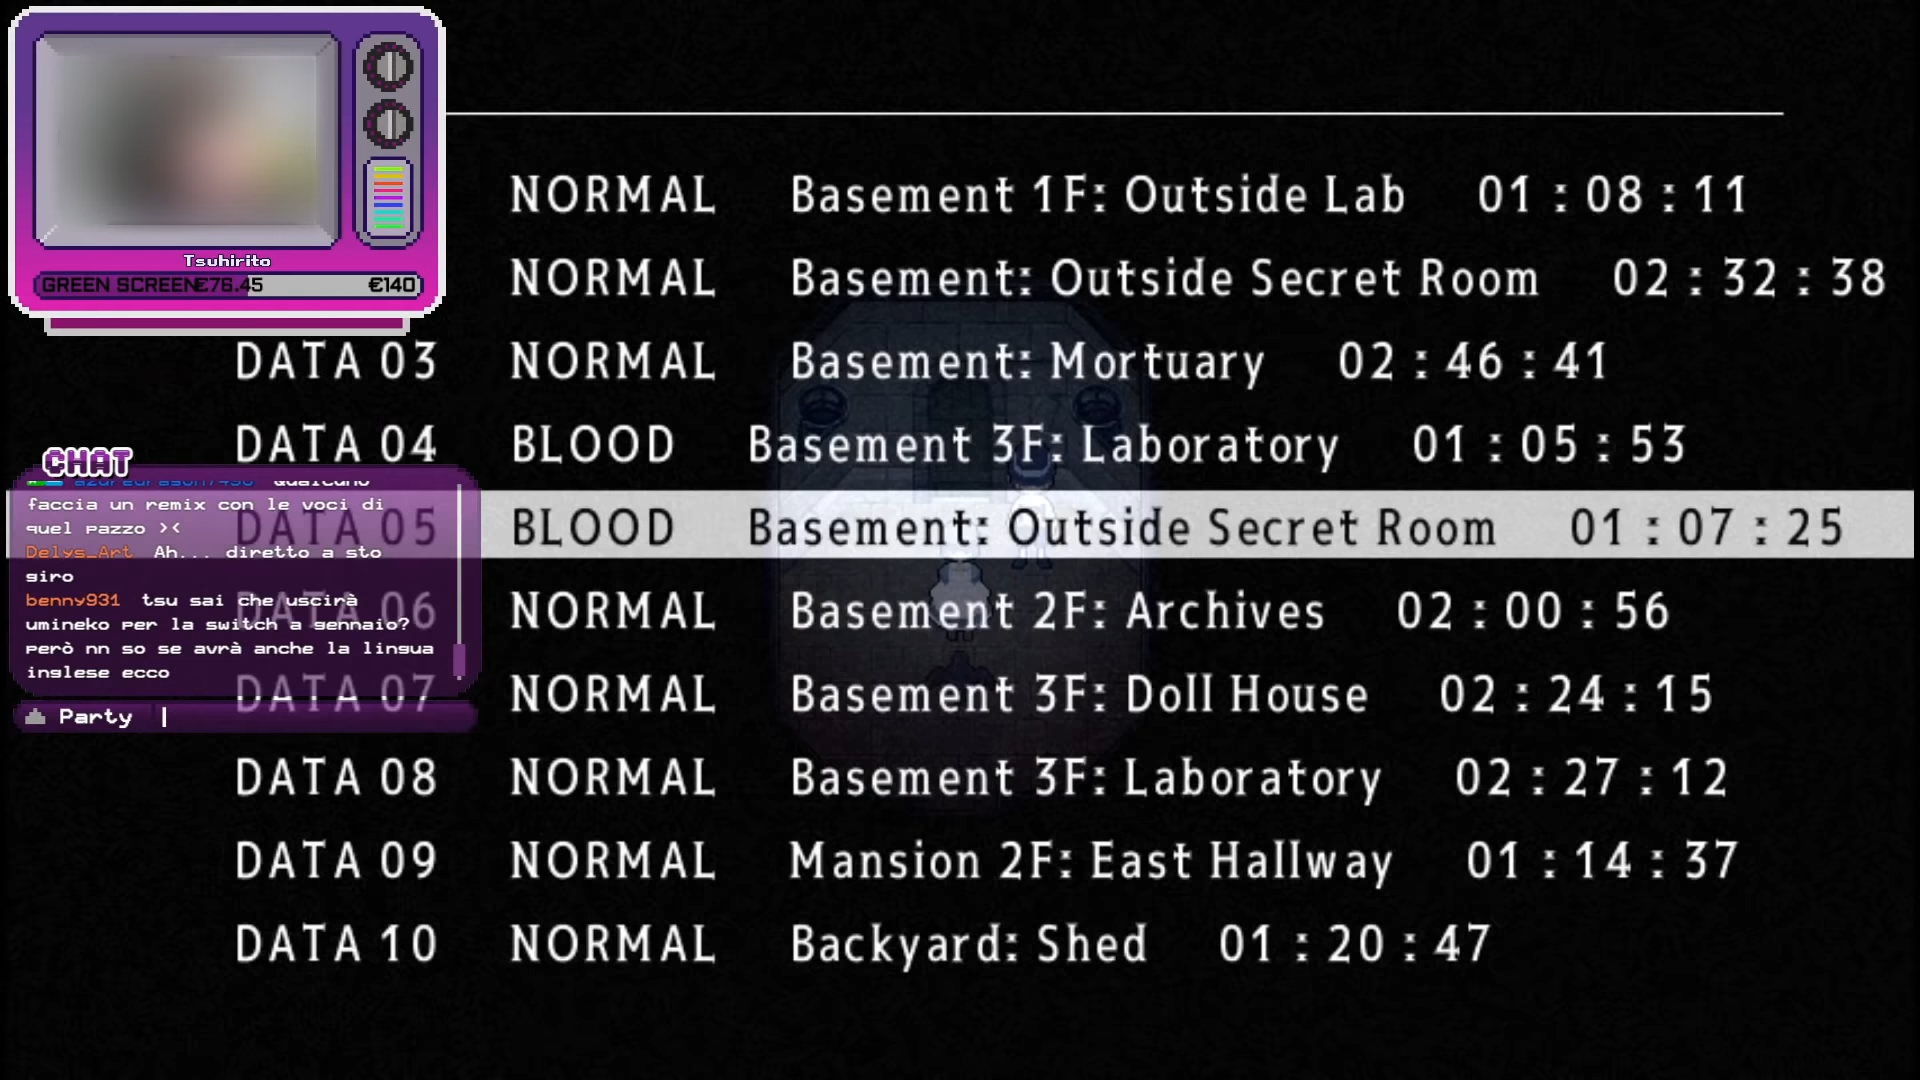 Tsuhirito
GREEN SCREEN €76.45 €140
NORMAL Basement 1F: Outside Lab 01 : 08 : 11
NORMAL Basement: Outside Secret Room 02 : 32 : 38
DATA 03 NORMAL Basement: Mortuary 02 : 46 : 41
DATA 04 BLOOD Basement 3F: Laboratory 01 : 05 : 53
DATA 05 BLOOD Basement: Outside Secret Room 01 : 07 : 25
DATA 06 NORMAL Basement 2F: Archives 02 : 00 : 56
DATA 07 NORMAL Basement 3F: Doll House 02 : 24 : 15
DATA 08 NORMAL Basement 3F: Laboratory 02 : 27 : 12
DATA 09 NORMAL Mansion 2F: East Hallway 01 : 14 : 37
DATA 10 NORMAL Backyard: Shed 01 : 20 : 47
CHAT
Qualcuno
faccia un remix con le voci di
quel pazzo ><
Delys_Art Ah... diretto a sto
giro
benny931 tsu sai che uscirà
umineko per la switch a gennaio?
però nn so se avrà anche la lingua
inglese ecco
Party |